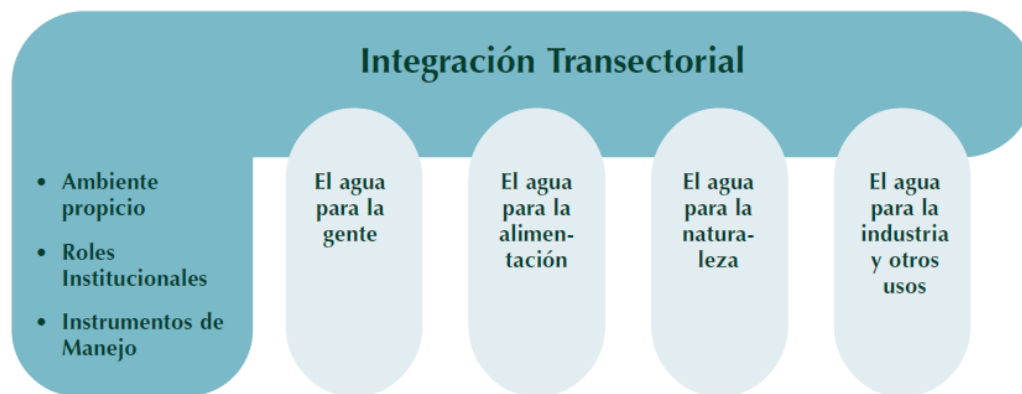 Integración Transectorial
• Ambiente
propicio
• Roles
Institucionales
• Instrumentos de
Manejo
El agua
para la
gente
El agua
para la
alimen-
tación
El agua
para la
natura-
leza
El agua
para la
industria
y otros
usos